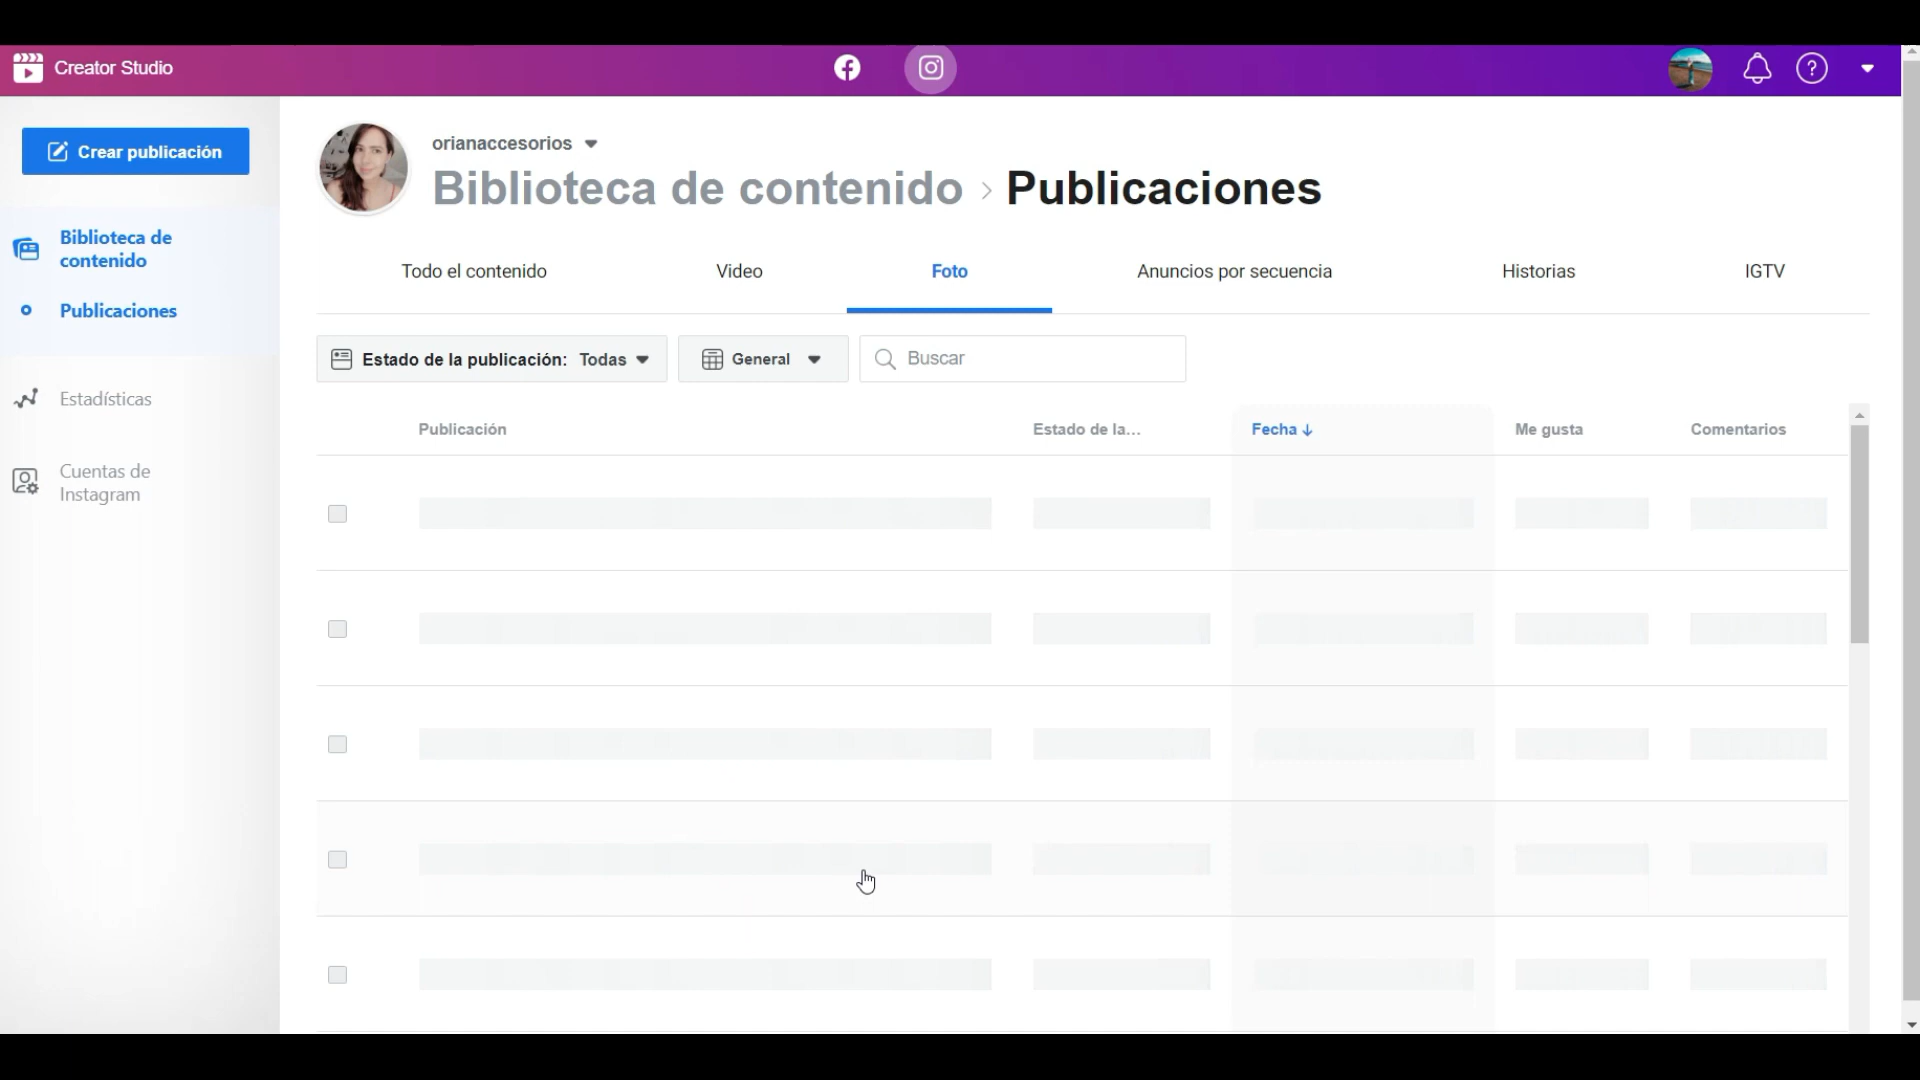 Creator Studio
Crear publicación
orianaccesorios
Biblioteca de contenido > Publicaciones
Biblioteca de
contenido
Publicaciones
Estadísticas
Cuentas de
Instagram
Todo el contenido Video Foto Anuncios por secuencia Historias IGTV
Estado de la publicación: Todas General Buscar
Publicación Estado de la... Fecha ↓ Me gusta Comentarios